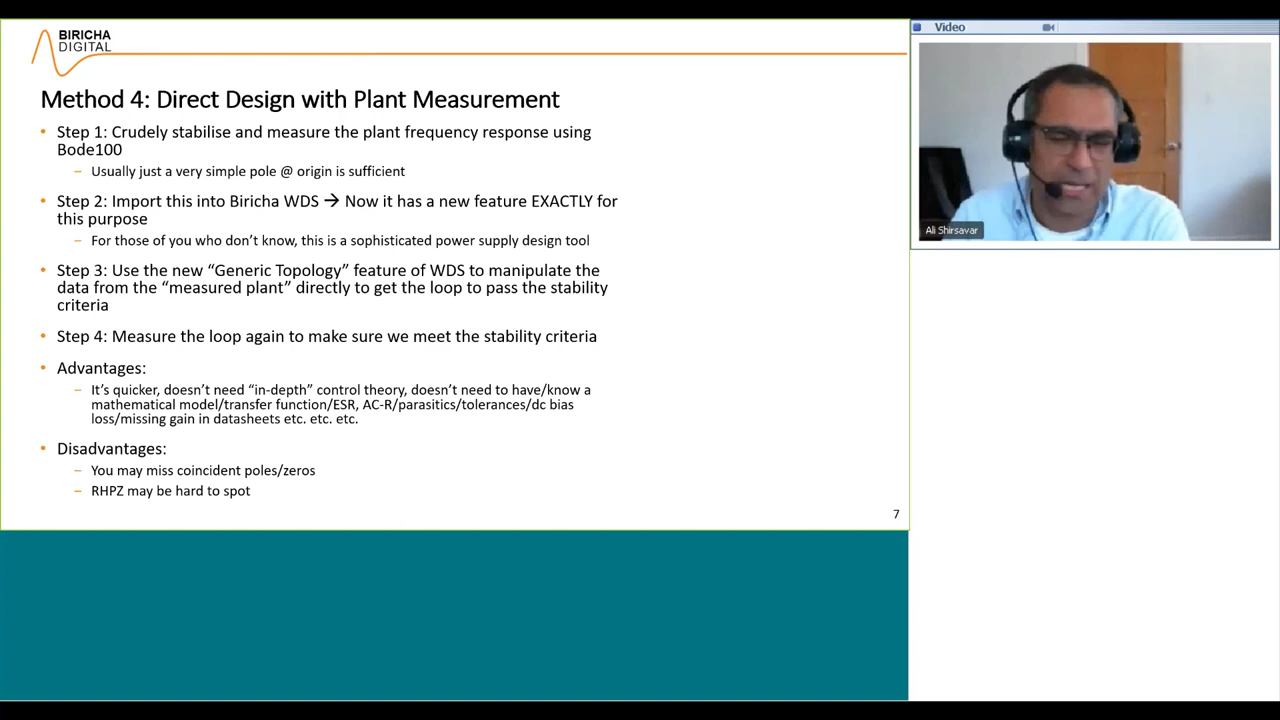 BIRICHA
DIGITAL
Method 4: Direct Design with Plant Measurement
• Step 1: Crudely stabilise and measure the plant frequency response using
Bode100
– Usually just a very simple pole @ origin is sufficient
• Step 2: Import this into Biricha WDS → Now it has a new feature EXACTLY for
this purpose
– For those of you who don’t know, this is a sophisticated power supply design tool
• Step 3: Use the new “Generic Topology” feature of WDS to manipulate the
data from the “measured plant” directly to get the loop to pass the stability
criteria
• Step 4: Measure the loop again to make sure we meet the stability criteria
• Advantages:
– It’s quicker, doesn’t need “in-depth” control theory, doesn’t need to have/know a
mathematical model/transfer function/ESR, AC-R/parasitics/tolerances/dc bias
loss/missing gain in datasheets etc. etc. etc.
• Disadvantages:
– You may miss coincident poles/zeros
– RHPZ may be hard to spot
7
Video
Ali Shirsavar